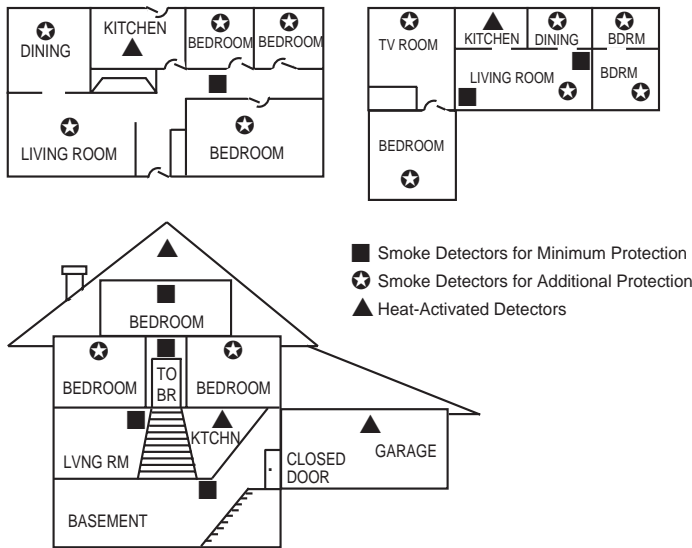 DINING
KITCHEN
BEDROOM
BEDROOM
LIVING ROOM
BEDROOM
TV ROOM
KITCHEN
DINING
BDRM
LIVING ROOM
BDRM
BEDROOM
Smoke Detectors for Minimum Protection
Smoke Detectors for Additional Protection
Heat-Activated Detectors
BEDROOM
BEDROOM
TO
BR
BEDROOM
LVNG RM
KTCHN
CLOSED
DOOR
GARAGE
BASEMENT